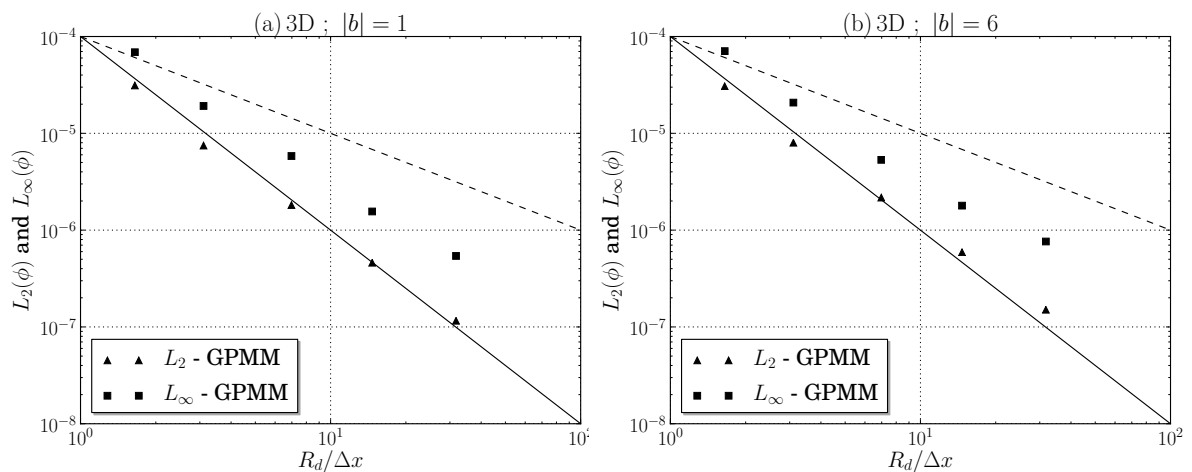 (a) 3D ; |b| = 1
10^{-4}
10^{-5}
10^{-6}
10^{-7}
10^{-8}
L_2(ϕ) and L_∞(ϕ)
L_2 - GPMM
L_∞ - GPMM
10^0
10^1
10^2
R_d/Δx
(b) 3D ; |b| = 6
10^{-4}
10^{-5}
10^{-6}
10^{-7}
10^{-8}
L_2(ϕ) and L_∞(ϕ)
L_2 - GPMM
L_∞ - GPMM
10^0
10^1
10^2
R_d/Δx